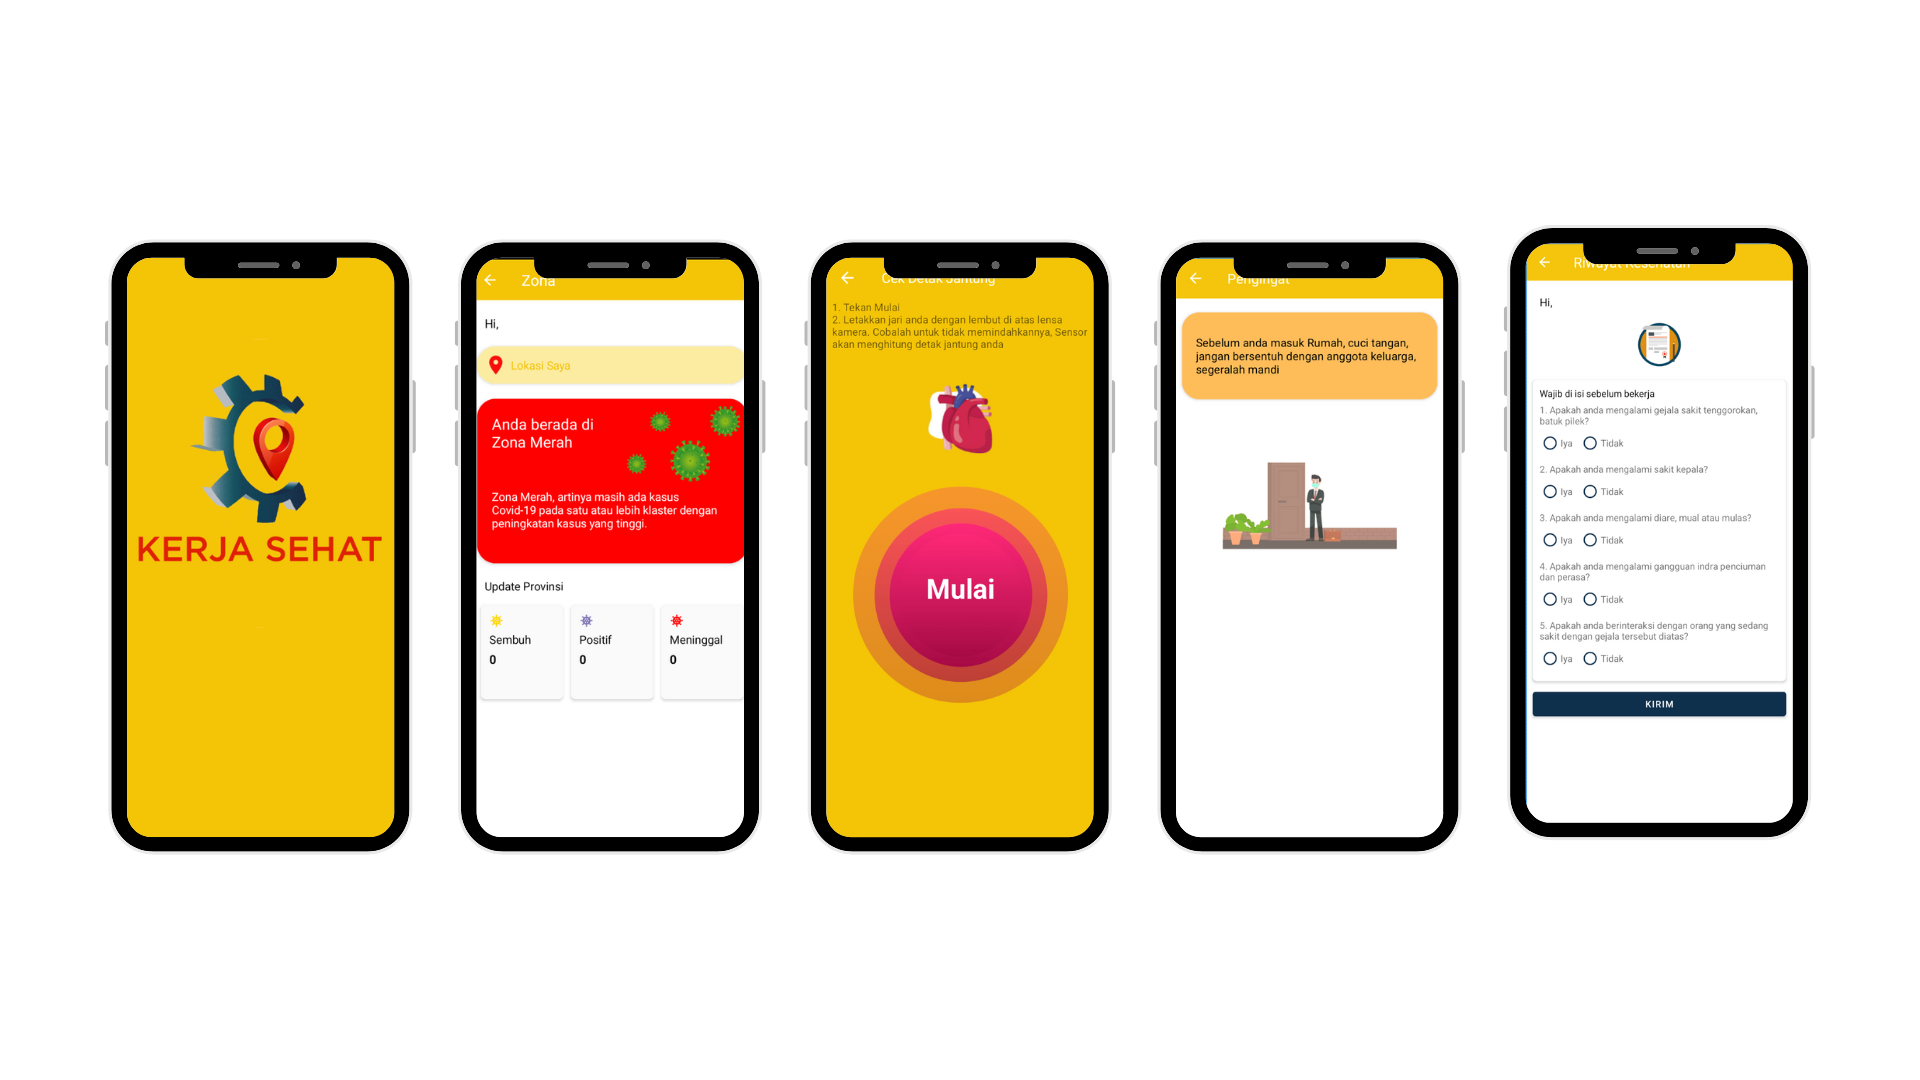 KERJA SEHAT
Zona
Hi,
Lokasi Saya
Anda berada di
Zona Merah
Zona Merah, artinya masih ada kasus
Covid-19 pada satu atau lebih klaster dengan
peningkatan kasus yang tinggi.
Update Provinsi
Sembuh
0
Positif
0
Meninggal
0
Cek Detak Jantung
1. Tekan Mulai
2. Letakkan jari anda dengan lembut di atas lensa
kamera. Cobalah untuk tidak memindahkannya, Sensor
akan menghitung detak jantung anda
Mulai
Pengingat
Sebelum anda masuk Rumah, cuci tangan,
jangan bersentuh dengan anggota keluarga,
segeralah mandi
Riwayat Kesehatan
Hi,
Wajib di isi sebelum bekerja
1. Apakah anda mengalami gejala sakit tenggorokan,
batuk pilek?
Iya Tidak
2. Apakah anda mengalami sakit kepala?
Iya Tidak
3. Apakah anda mengalami diare, mual atau mulas?
Iya Tidak
4. Apakah anda mengalami gangguan indra penciuman
dan perasa?
Iya Tidak
5. Apakah anda berinteraksi dengan orang yang sedang
sakit dengan gejala tersebut diatas?
Iya Tidak
KIRIM